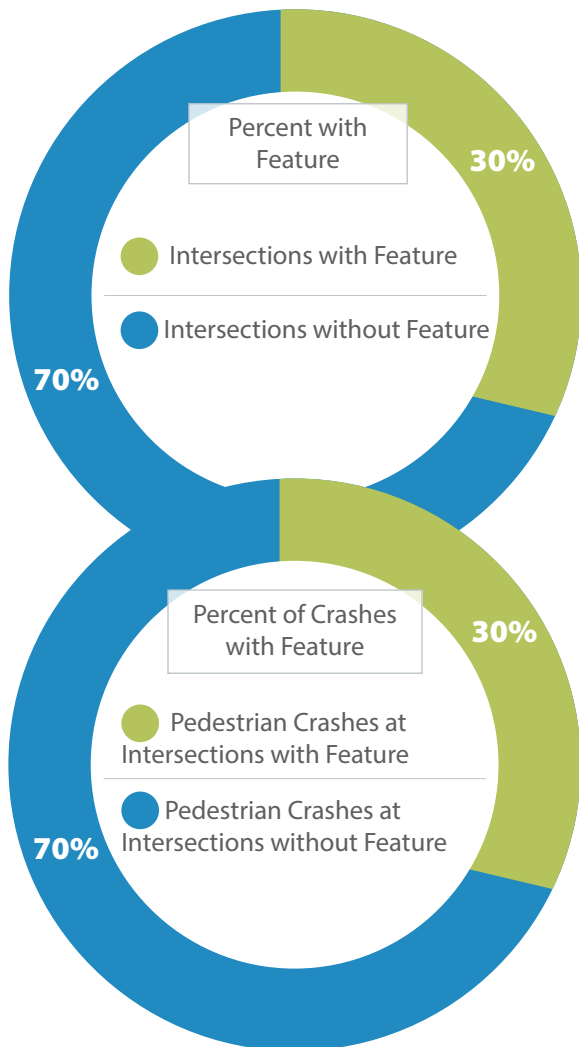 Percent with
Feature
30%
Intersections with Feature
Intersections without Feature
70%
Percent of Crashes
with Feature
30%
Pedestrian Crashes at
Intersections with Feature
Pedestrian Crashes at
Intersections without Feature
70%